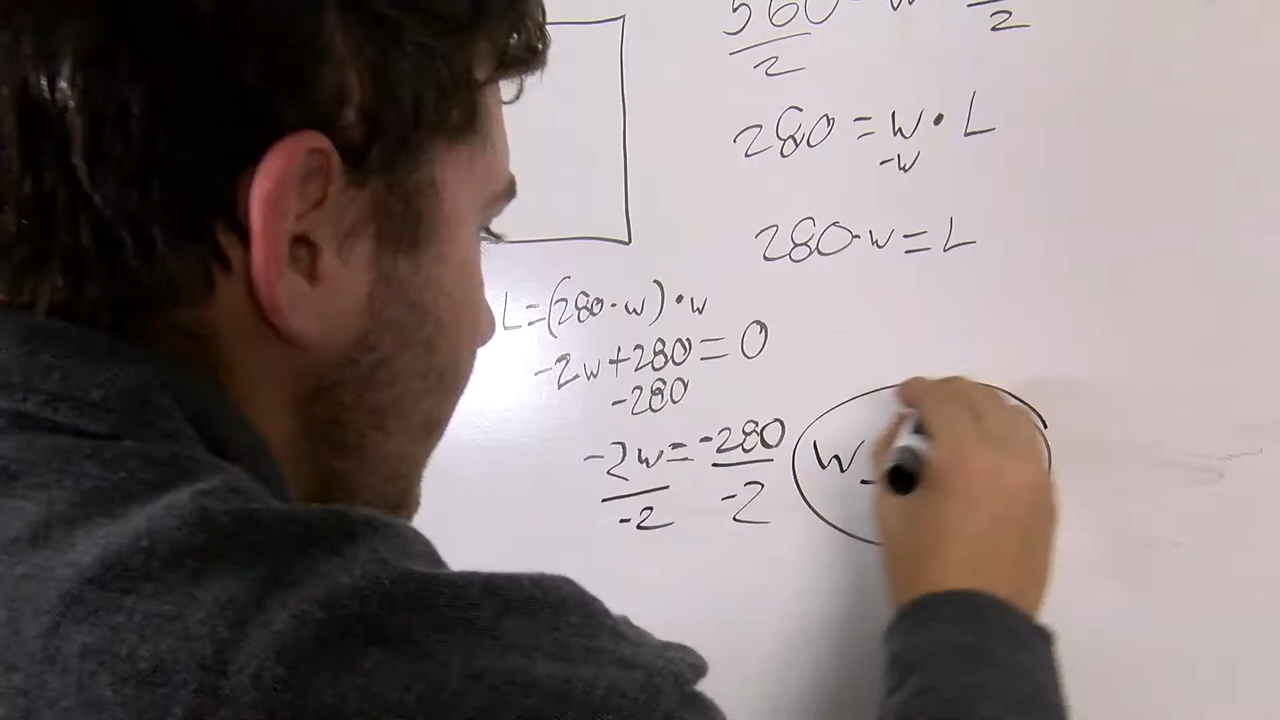 560 w
2 2
280 = w • L
-w
280-w = L
L = (280-w) • w
-2w+280 = 0
-280
-2w = -280
-2 -2
w